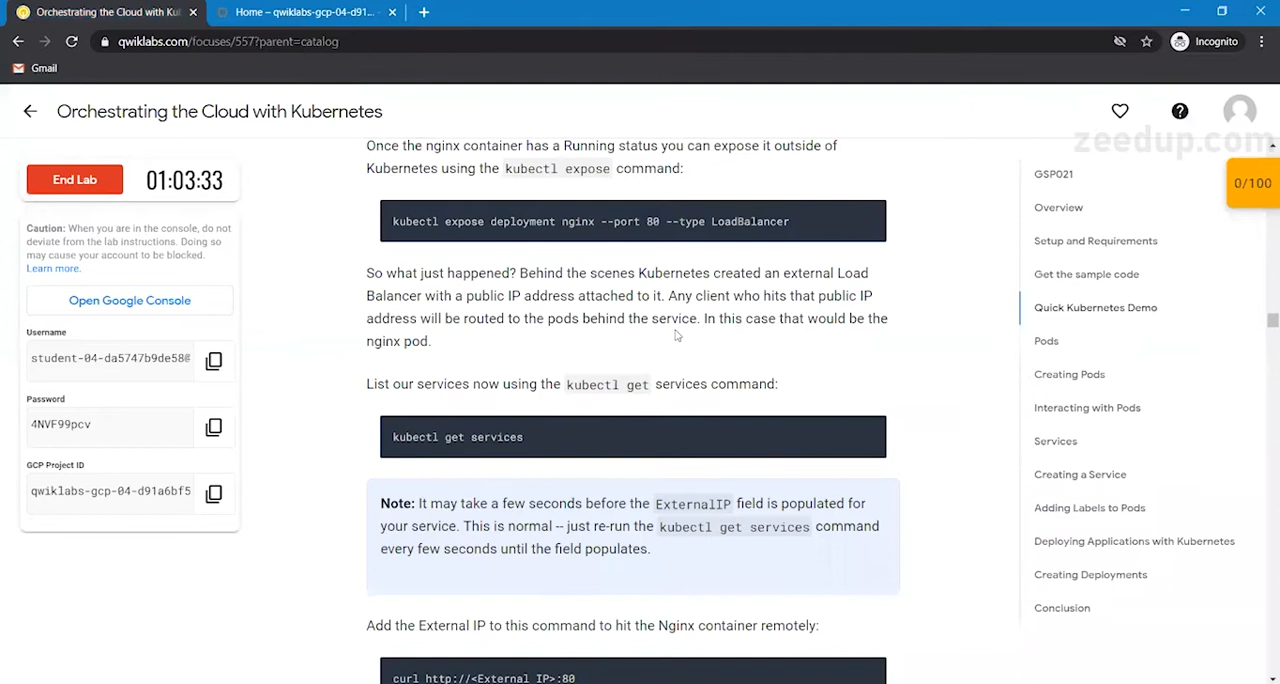 Orchestrating the Cloud with Kul
Home – qwiklabs-gcp-04-d91...
qwiklabs.com/focuses/557?parent=catalog
Incognito
Gmail
Orchestrating the Cloud with Kubernetes
zeedup.com
End Lab
01:03:33
Caution: When you are in the console, do not
deviate from the lab instructions. Doing so
may cause your account to be blocked.
Learn more.
Open Google Console
Username
student-04-da5747b9de58@
Password
4NVF99pcv
GCP Project ID
qwiklabs-gcp-04-d91a6bf5
Once the nginx container has a Running status you can expose it outside of
Kubernetes using the kubectl expose command:
kubectl expose deployment nginx --port 80 --type LoadBalancer
So what just happened? Behind the scenes Kubernetes created an external Load
Balancer with a public IP address attached to it. Any client who hits that public IP
address will be routed to the pods behind the service. In this case that would be the
nginx pod.
List our services now using the kubectl get services command:
kubectl get services
Note: It may take a few seconds before the ExternalIP field is populated for
your service. This is normal -- just re-run the kubectl get services command
every few seconds until the field populates.
Add the External IP to this command to hit the Nginx container remotely:
curl http://<External IP>:80
GSP021
Overview
Setup and Requirements
Get the sample code
Quick Kubernetes Demo
Pods
Creating Pods
Interacting with Pods
Services
Creating a Service
Adding Labels to Pods
Deploying Applications with Kubernetes
Creating Deployments
Conclusion
0/100